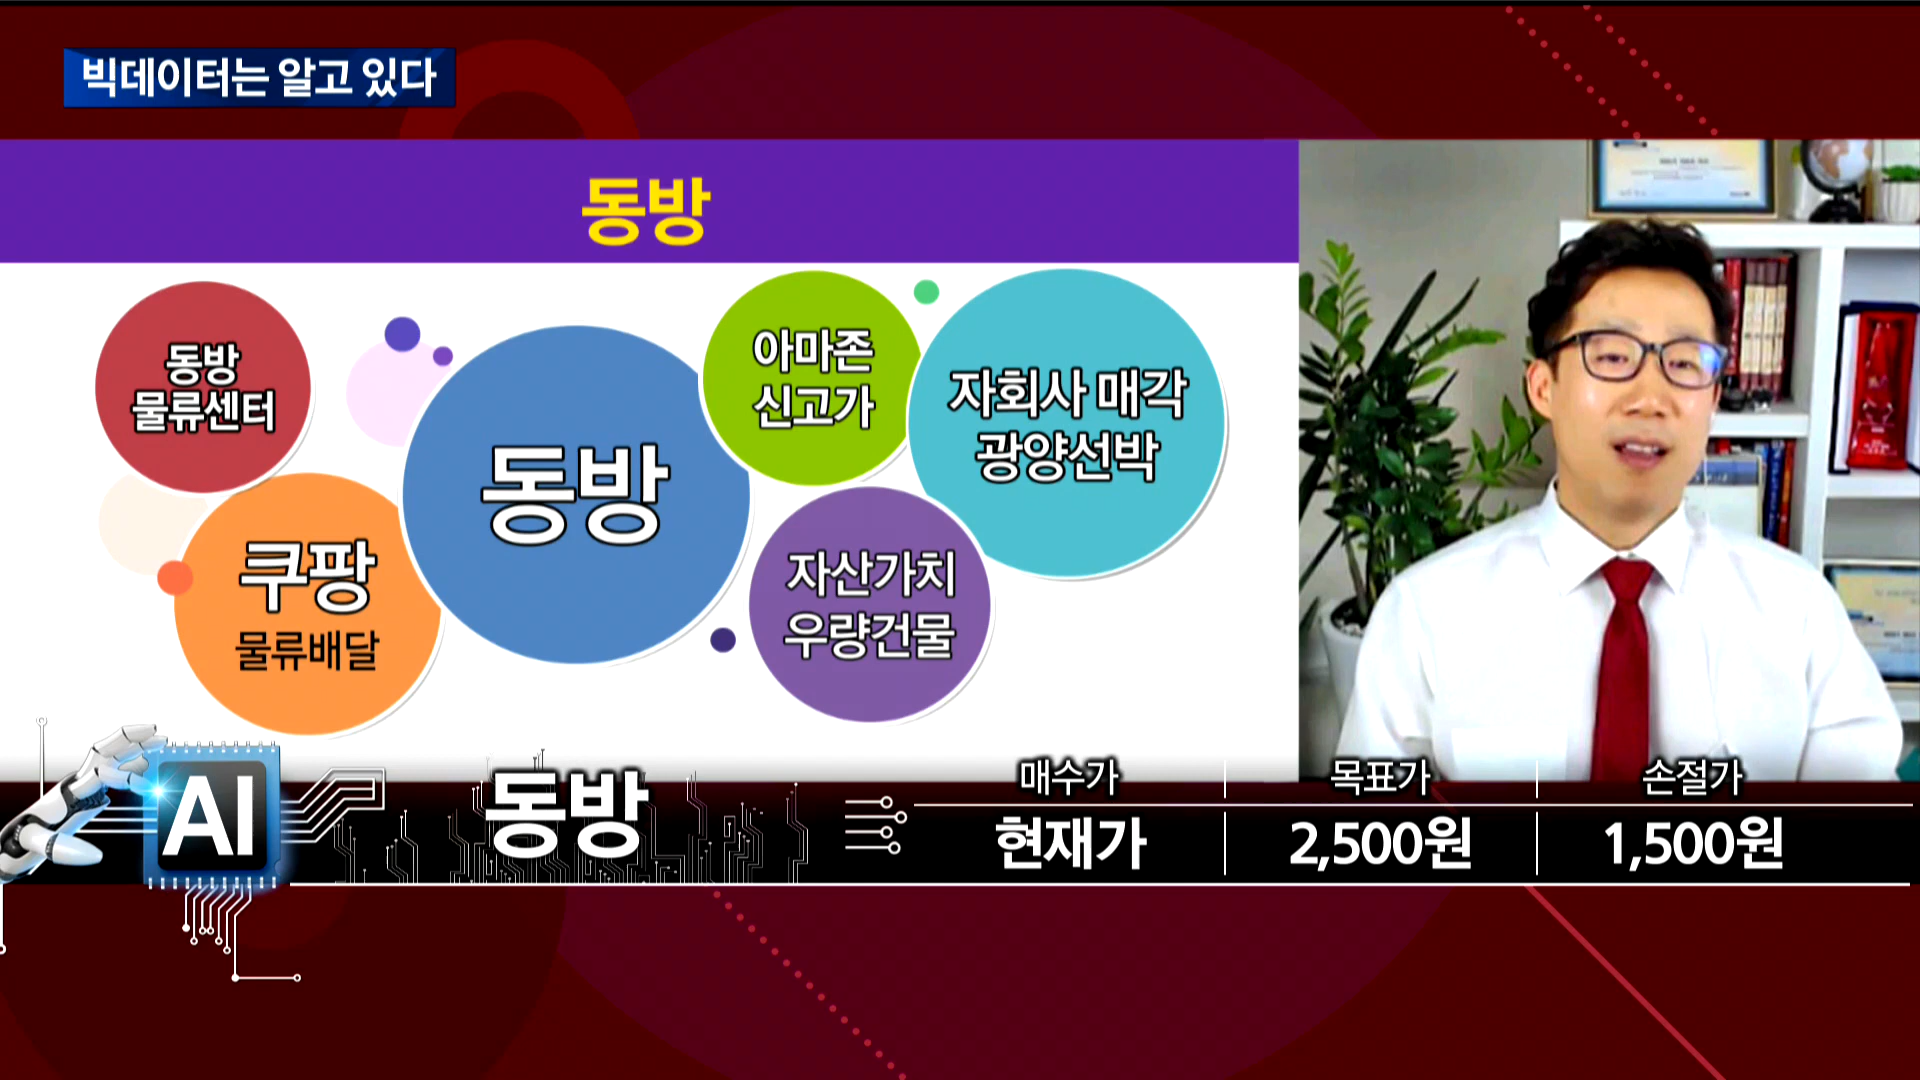 빅데이터는 알고 있다
동방
동방
물류센터
쿠팡
물류배달
동방
아마존
신고가
자회사 매각
광양선박
자산가치
우량건물
AI
동방
매수가
목표가
손절가
현재가
2,500원
1,500원